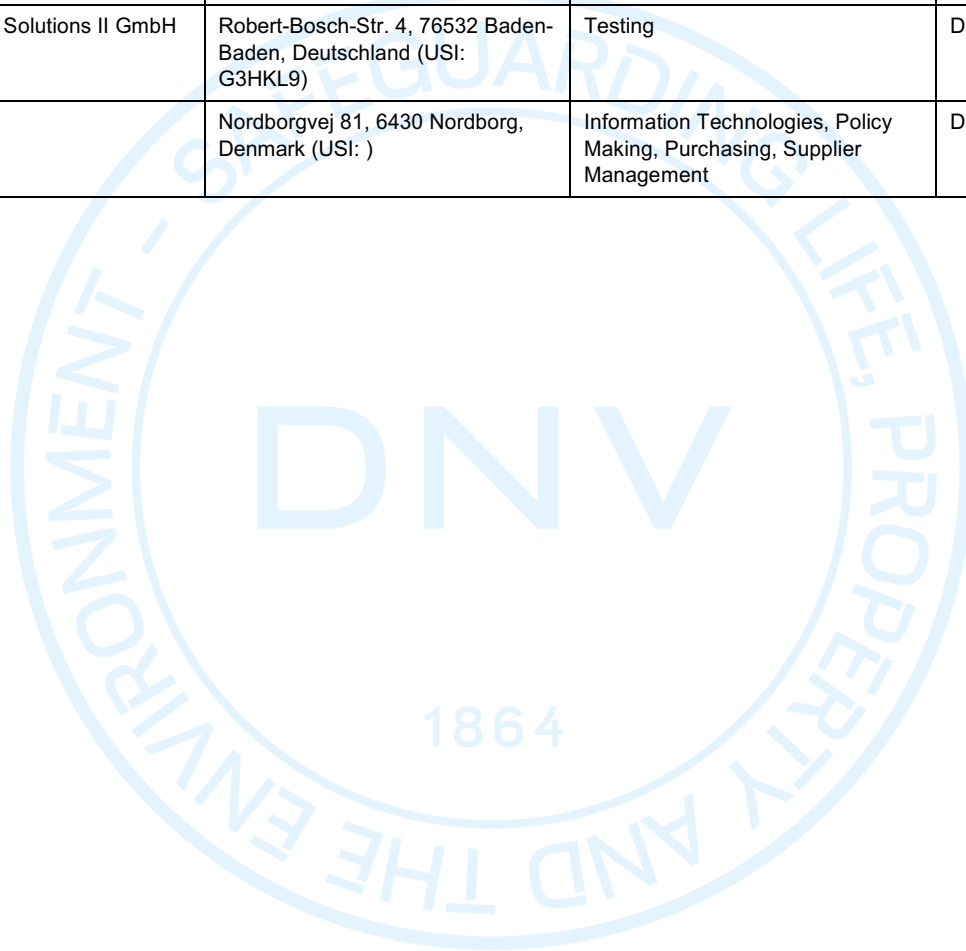 Solutions II GmbH
Robert-Bosch-Str. 4, 76532 Baden-
Baden, Deutschland (USI:
G3HKL9)
Testing
D
Nordborgvej 81, 6430 Nordborg,
Denmark (USI: )
Information Technologies, Policy
Making, Purchasing, Supplier
Management
D
SAFEGUARDING LIFE, PROPERTY AND THE ENVIRONMENT -
DNV
1864